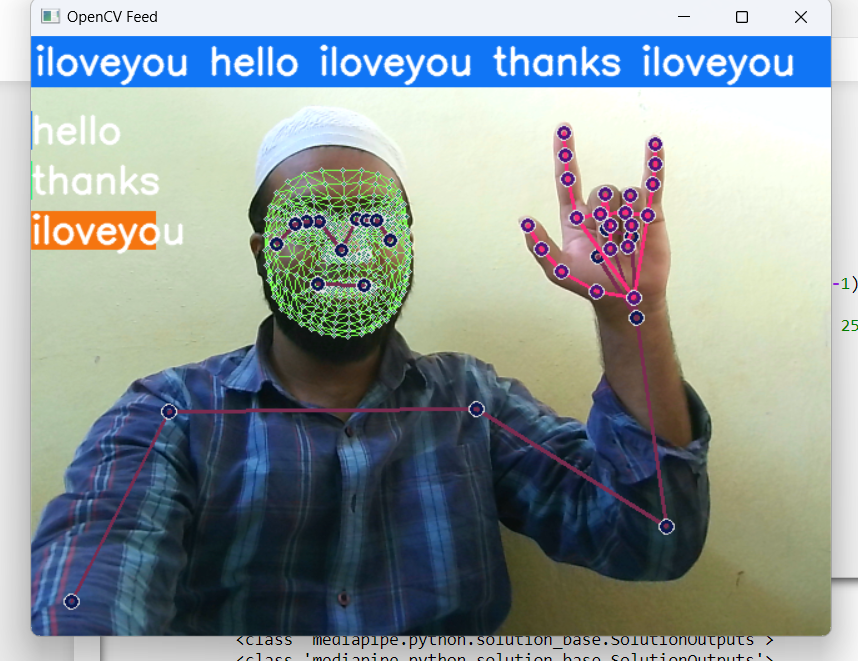 OpenCV Feed
iloveyou hello iloveyou thanks iloveyou
hello
thanks
iloveyou
-1)
25
<class 'mediapipe.python.solution_base.SolutionOutputs'>
<class 'mediapipe.python.solution_base.SolutionOutputs'>